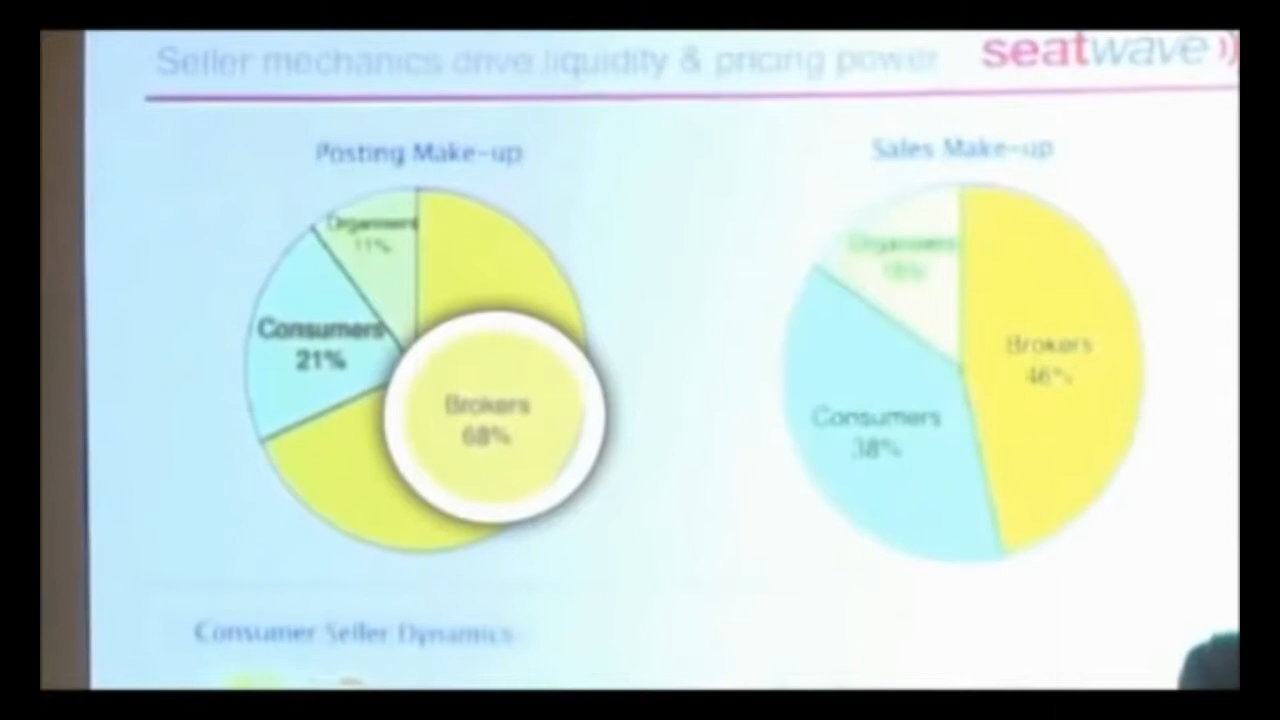 Seller mechanics drive liquidity & pricing power
seatwave
Posting Make-up
Organisers
11%
Consumers
21%
Brokers
68%
Sales Make-up
Organisers
Brokers
46%
Consumers
38%
Consumer Seller Dynamics